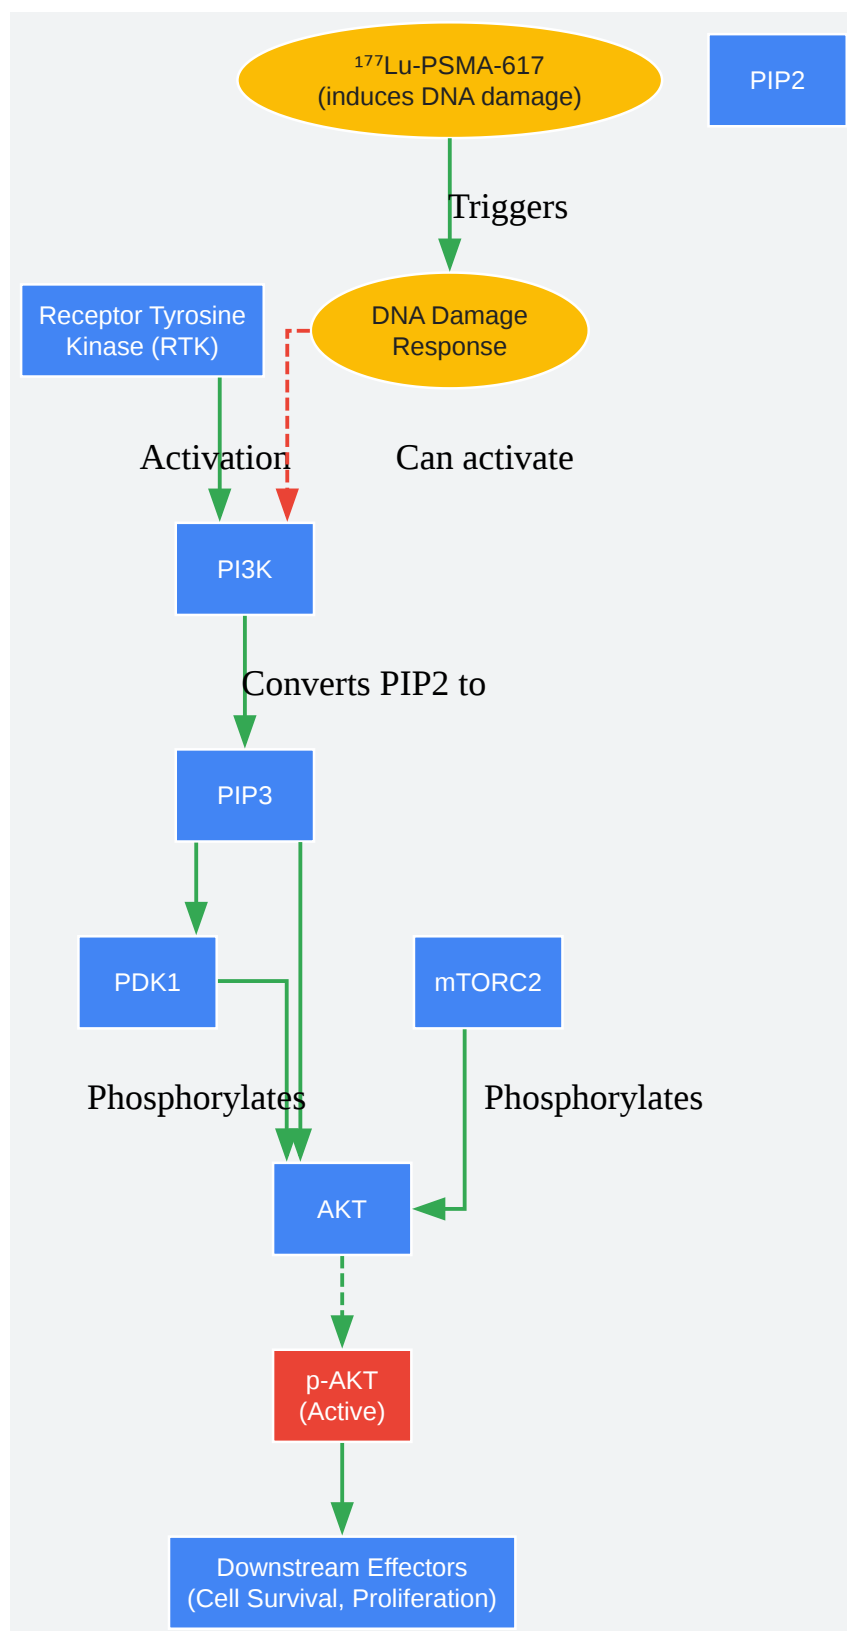 ¹⁷⁷Lu-PSMA-617
(induces DNA damage)
PIP2
Triggers
Receptor Tyrosine
Kinase (RTK)
DNA Damage
Response
Activation
Can activate
PI3K
Converts PIP2 to
PIP3
PDK1
mTORC2
Phosphorylates
Phosphorylates
AKT
p-AKT
(Active)
Downstream Effectors
(Cell Survival, Proliferation)